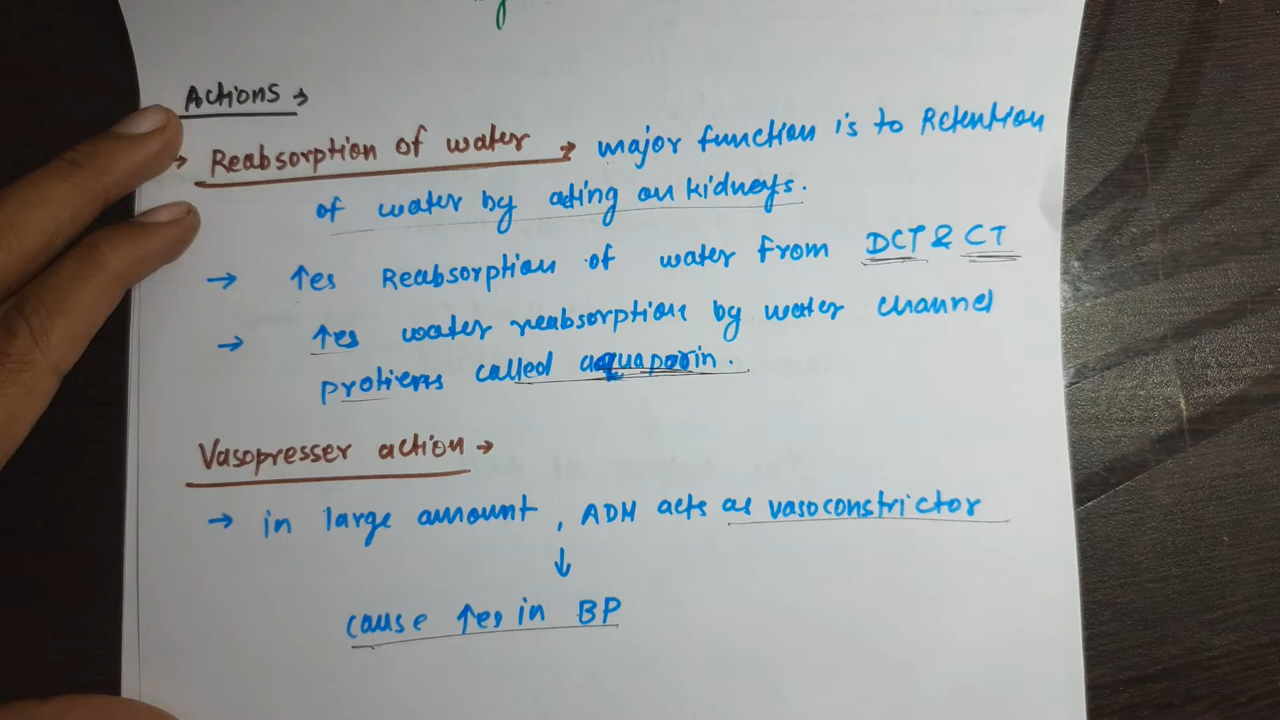 Actions →
→ Reabsorption of water → major function is to Retention
of water by acting on kidneys.
→ ↑es Reabsorption of water from DCT & CT
→ ↑es water reabsorption by water channel
protiens called aquaporin.
Vasopresser action →
→ in large amount, ADH acts as vasoconstrictor
↓
cause ↑es in BP